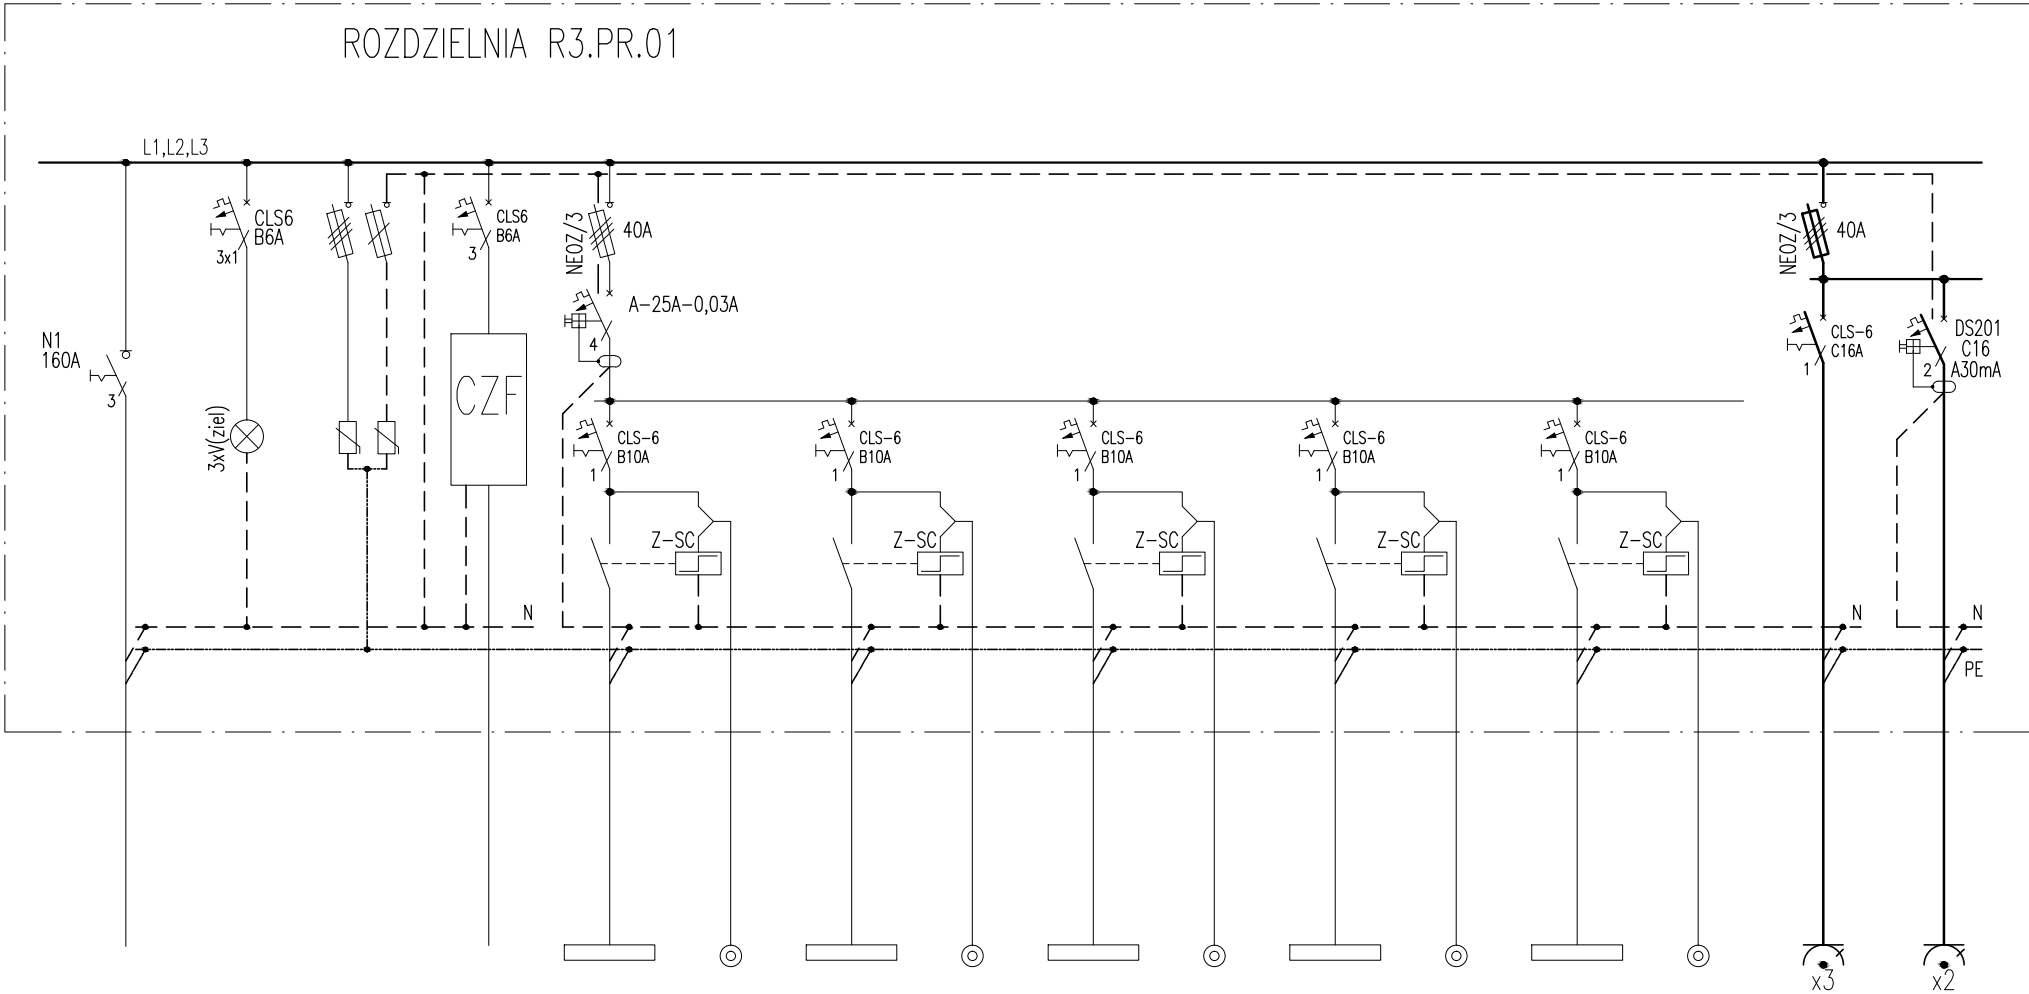 ROZDZIELNIA R3.PR.01
L1,L2,L3
N1
160A
3
CLS6
B6A
3x1
3xV(ziel)
CLS6
B6A
3
CZF
NEOZ/3
40A
A-25A-0,03A
4
CLS-6
B10A
1
Z-SC
CLS-6
B10A
1
Z-SC
CLS-6
B10A
1
Z-SC
CLS-6
B10A
1
Z-SC
CLS-6
B10A
1
Z-SC
NEOZ/3
40A
CLS-6
C16A
1
DS201
C16
A30mA
2
N
N
N
PE
x3
x2